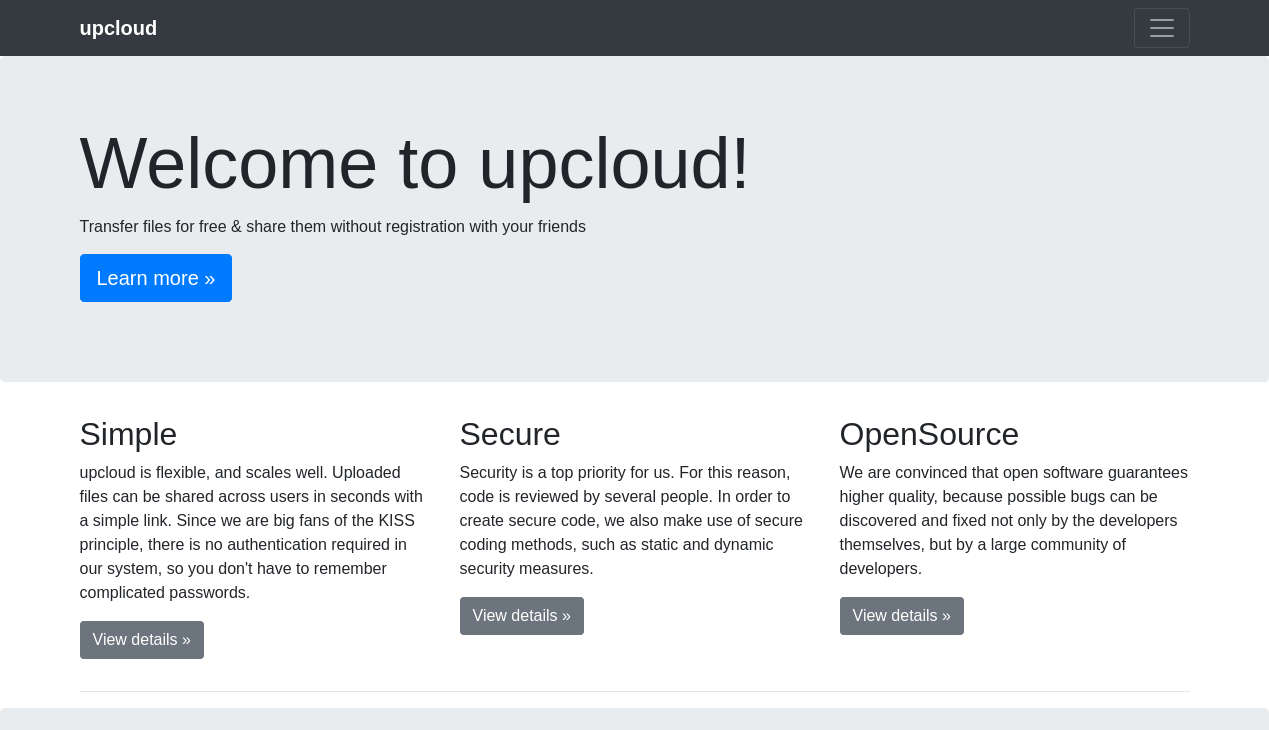 upcloud
Welcome to upcloud!
Transfer files for free & share them without registration with your friends
Learn more »
Simple
upcloud is flexible, and scales well. Uploaded
files can be shared across users in seconds with
a simple link. Since we are big fans of the KISS
principle, there is no authentication required in
our system, so you don't have to remember
complicated passwords.
View details »
Secure
Security is a top priority for us. For this reason,
code is reviewed by several people. In order to
create secure code, we also make use of secure
coding methods, such as static and dynamic
security measures.
View details »
OpenSource
We are convinced that open software guarantees
higher quality, because possible bugs can be
discovered and fixed not only by the developers
themselves, but by a large community of
developers.
View details »